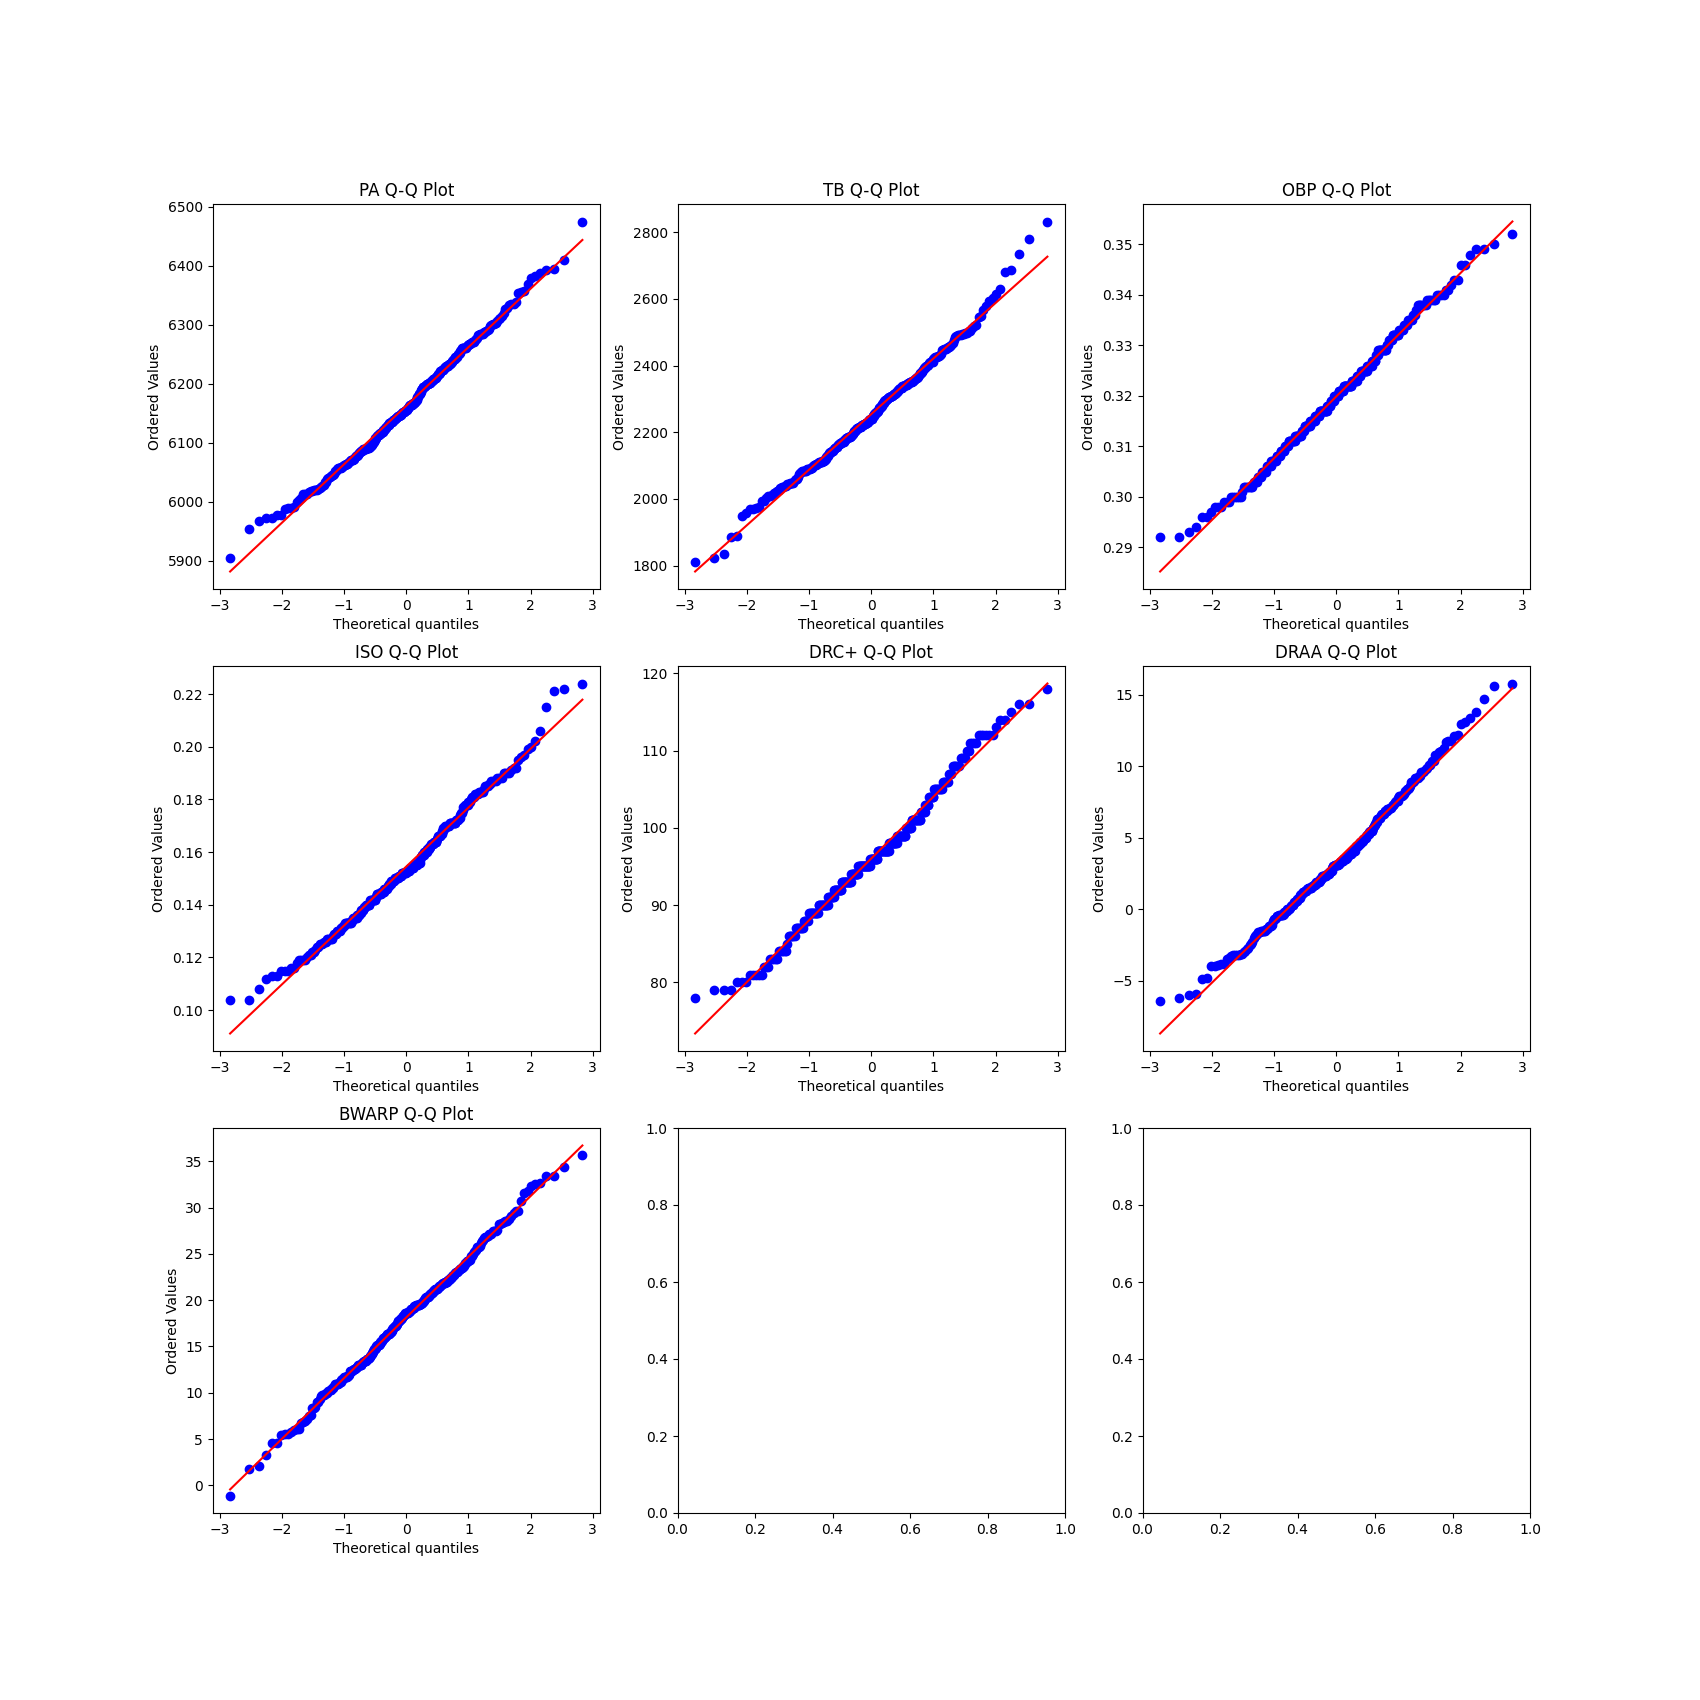 PA Q-Q Plot
TB Q-Q Plot
OBP Q-Q Plot
6500
6400
6300
6200
6100
6000
5900
Ordered Values
−3 −2 −1 0 1 2 3
Theoretical quantiles
2800
2600
2400
2200
2000
1800
Ordered Values
−3 −2 −1 0 1 2 3
Theoretical quantiles
0.35
0.34
0.33
0.32
0.31
0.30
0.29
Ordered Values
−3 −2 −1 0 1 2 3
Theoretical quantiles
ISO Q-Q Plot
DRC+ Q-Q Plot
DRAA Q-Q Plot
0.22
0.20
0.18
0.16
0.14
0.12
0.10
Ordered Values
−3 −2 −1 0 1 2 3
Theoretical quantiles
120
110
100
90
80
Ordered Values
−3 −2 −1 0 1 2 3
Theoretical quantiles
15
10
5
0
−5
Ordered Values
−3 −2 −1 0 1 2 3
Theoretical quantiles
BWARP Q-Q Plot
35
30
25
20
15
10
5
0
Ordered Values
−3 −2 −1 0 1 2 3
Theoretical quantiles
1.0
0.8
0.6
0.4
0.2
0.0
0.0 0.2 0.4 0.6 0.8 1.0
1.0
0.8
0.6
0.4
0.2
0.0
0.0 0.2 0.4 0.6 0.8 1.0